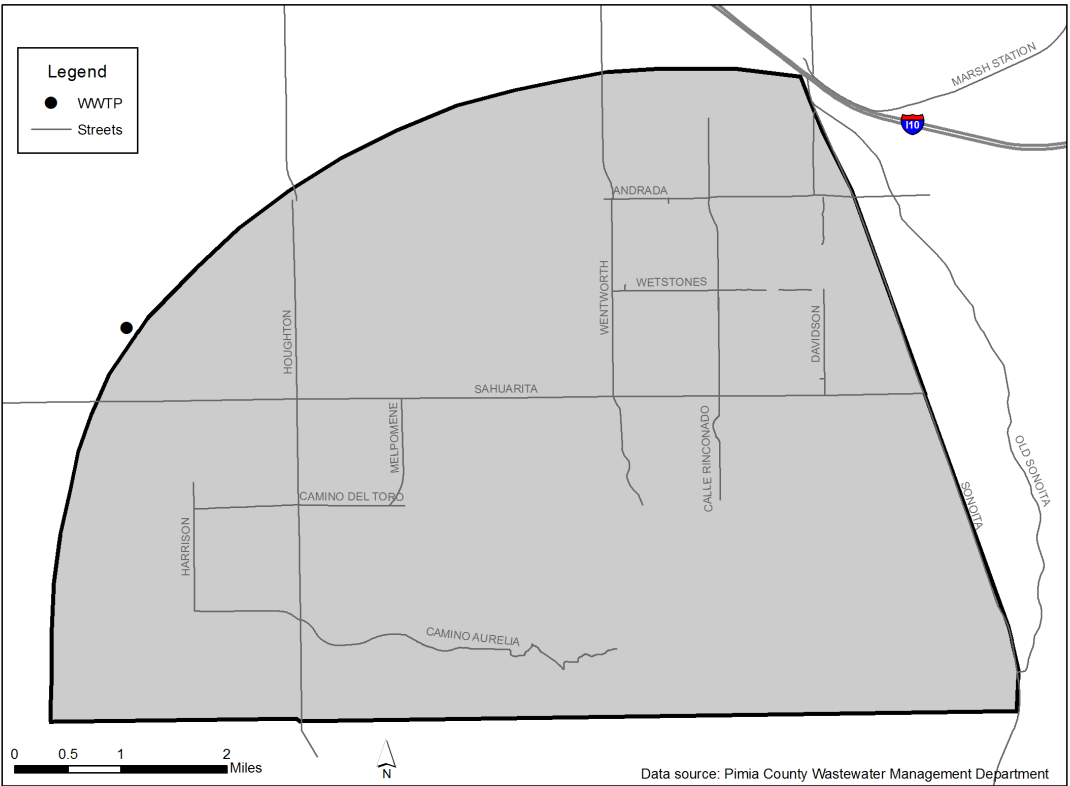 Legend
WWTP
Streets
MARSH STATION
I10
ANDRADA
WETSTONES
WENTWORTH
HOUGHTON
DAVIDSON
SAHUARITA
MELPOMENE
CALLE RINCONADO
OLD SONOITA
SONOITA
CAMINO DEL TORO
HARRISON
CAMINO AURELIA
0 0.5 1 2
Miles
N
Data source: Pimia County Wastewater Management Department